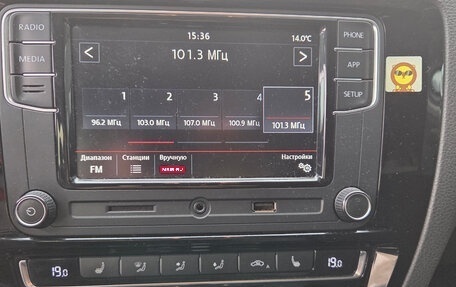 RADIO
MEDIA
15:36
14.0°C
101.3 МГц
PHONE
APP
SETUP
1 2 3 4 5
96.2 МГц 103.0 МГц 107.0 МГц 100.9 МГц 101.3 МГц
Диапазон Станции Вручную Настройки
FM
19.0 19.0
A